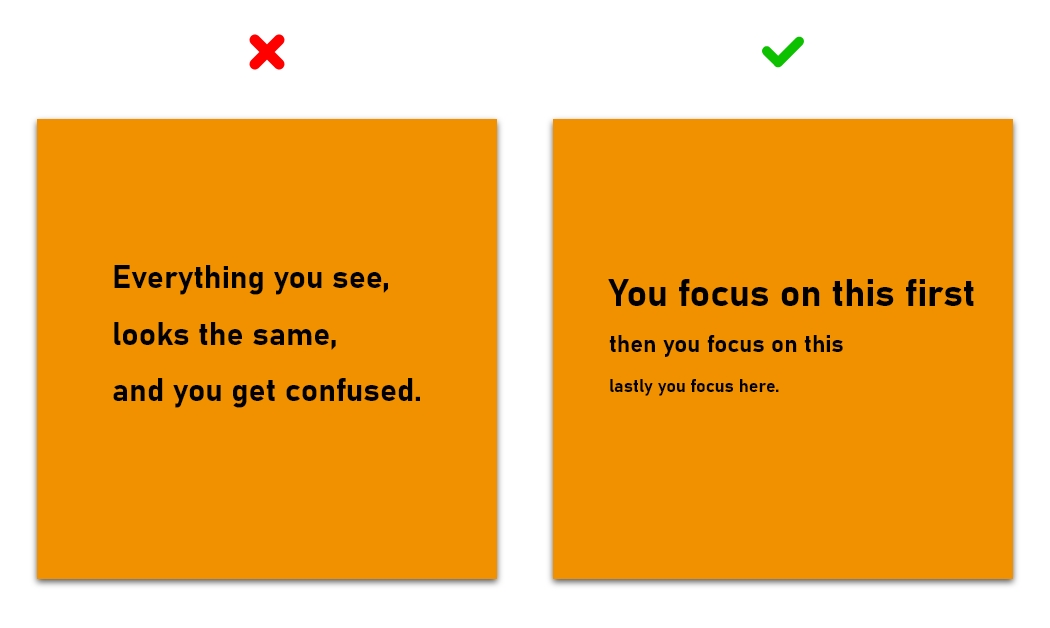 Everything you see,
looks the same,
and you get confused.
You focus on this first
then you focus on this
lastly you focus here.